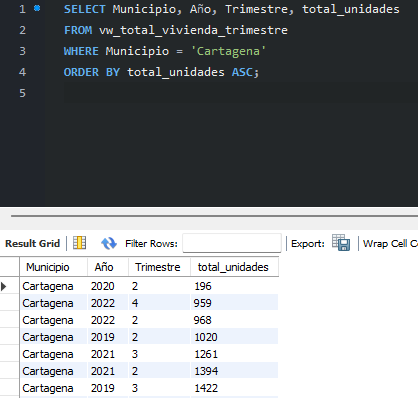 1 SELECT Municipio, Año, Trimestre, total_unidades
2 FROM vw_total_vivienda_trimestre
3 WHERE Municipio = 'Cartagena'
4 ORDER BY total_unidades ASC;
5
Result Grid Filter Rows: Export: Wrap Cell Co
Municipio Año Trimestre total_unidades
Cartagena 2020 2 196
Cartagena 2022 4 959
Cartagena 2022 2 968
Cartagena 2019 2 1020
Cartagena 2021 3 1261
Cartagena 2021 2 1394
Cartagena 2019 3 1422